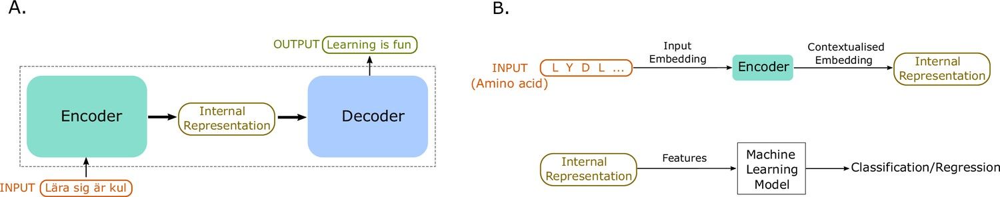 A.
OUTPUT Learning is fun
Encoder
Internal
Representation
Decoder
INPUT Lära sig är kul
B.
INPUT
(Amino acid)
L Y D L ...
Input
Embedding
Encoder
Contextualised
Embedding
Internal
Representation
Internal
Representation
Features
Machine
Learning
Model
Classification/Regression